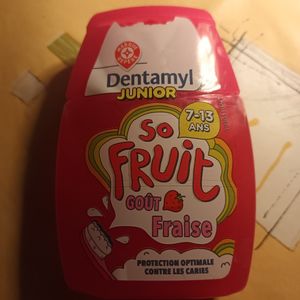 Dentamyl
JUNIOR
7-13
ANS
SO
FRUIT
GOÛT
Fraise
PROTECTION OPTIMALE
CONTRE LES CARIES